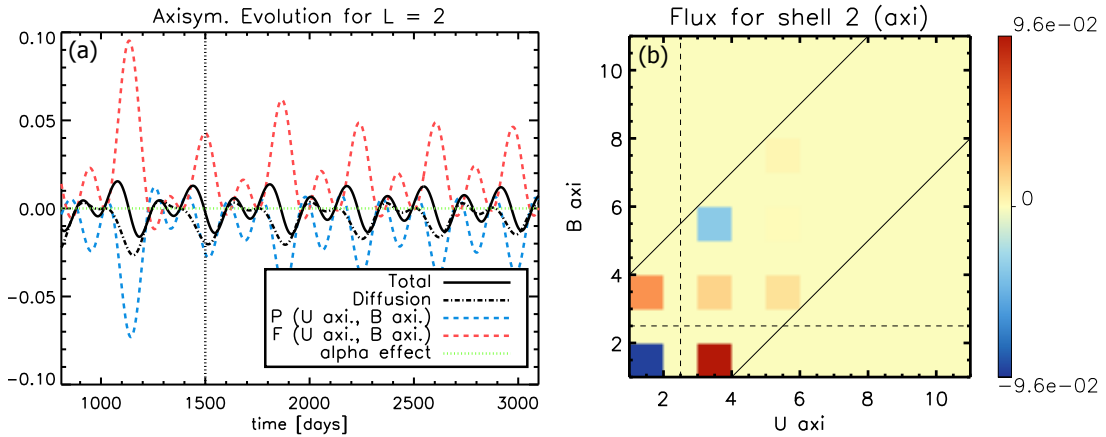 Axisym. Evolution for L = 2
(a)
0.10
0.05
0.00
-0.05
-0.10
Total
Diffusion
P (U axi., B axi.)
F (U axi., B axi.)
alpha effect
1000 1500 2000 2500 3000
time [days]
Flux for shell 2 (axi)
(b)
10
8
6
4
2
B axi
2 4 6 8 10
U axi
9.6e-02
0
-9.6e-02